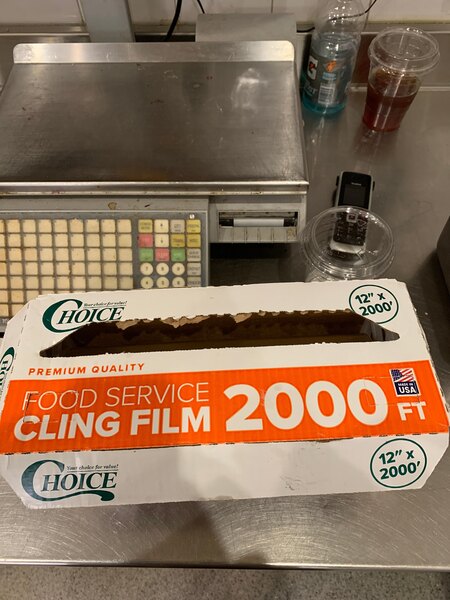 Your choice for value!
CHOICE
12" x
2000'
PREMIUM QUALITY
FOOD SERVICE
CLING FILM
2000 FT
MADE IN
USA
Your choice for value!
CHOICE
12" x
2000'